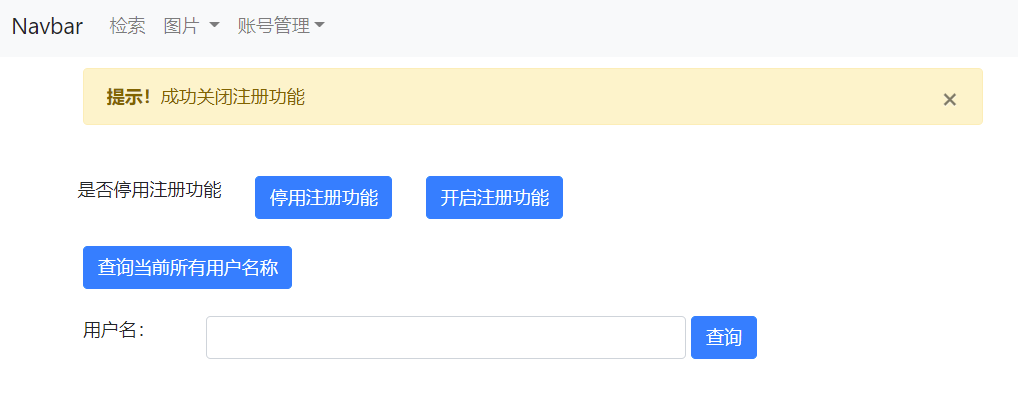 Navbar 检索 图片 账号管理
提示！成功关闭注册功能 ×
是否停用注册功能 停用注册功能 开启注册功能
查询当前所有用户名称
用户名： 查询